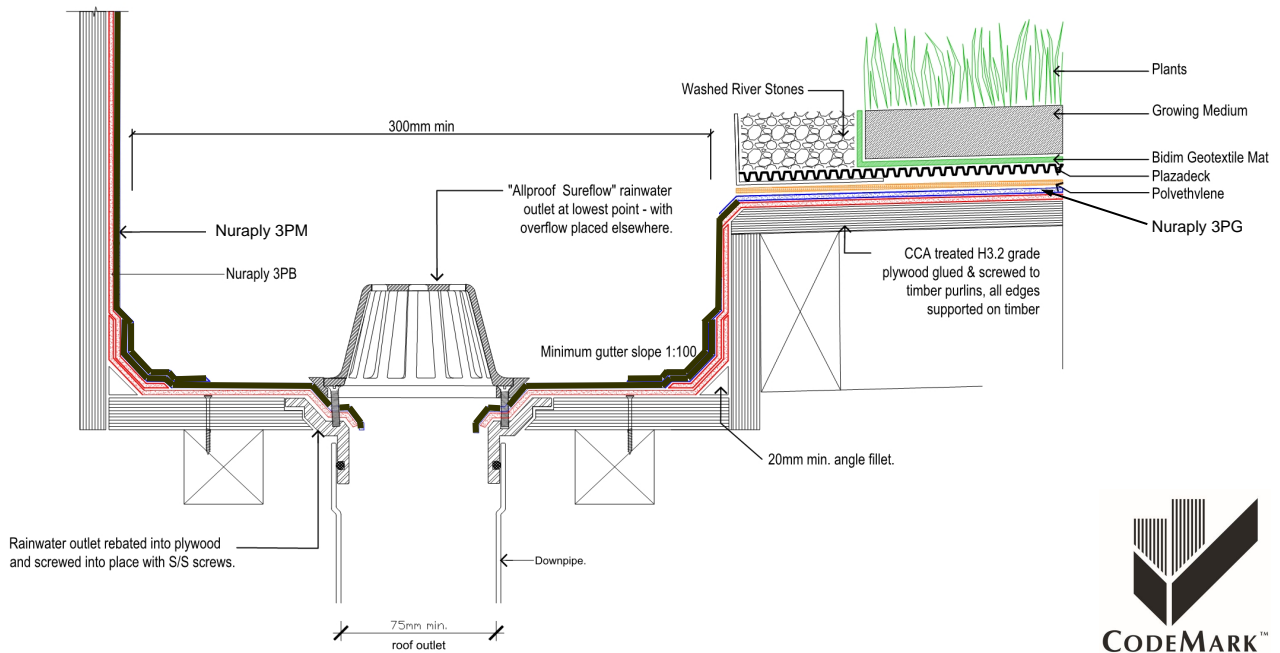 Plants
Washed River Stones
Growing Medium
300mm min
Bidim Geotextile Mat
Plazadeck
Polvethvlene
"Allproof Sureflow" rainwater
outlet at lowest point - with
overflow placed elsewhere.
Nuraply 3PM
Nuraply 3PG
Nuraply 3PB
CCA treated H3.2 grade
plywood glued & screwed to
timber purlins, all edges
supported on timber
Minimum gutter slope 1:100
20mm min. angle fillet.
Rainwater outlet rebated into plywood
and screwed into place with S/S screws.
Downpipe.
75mm min.
roof outlet
CODEMARK™